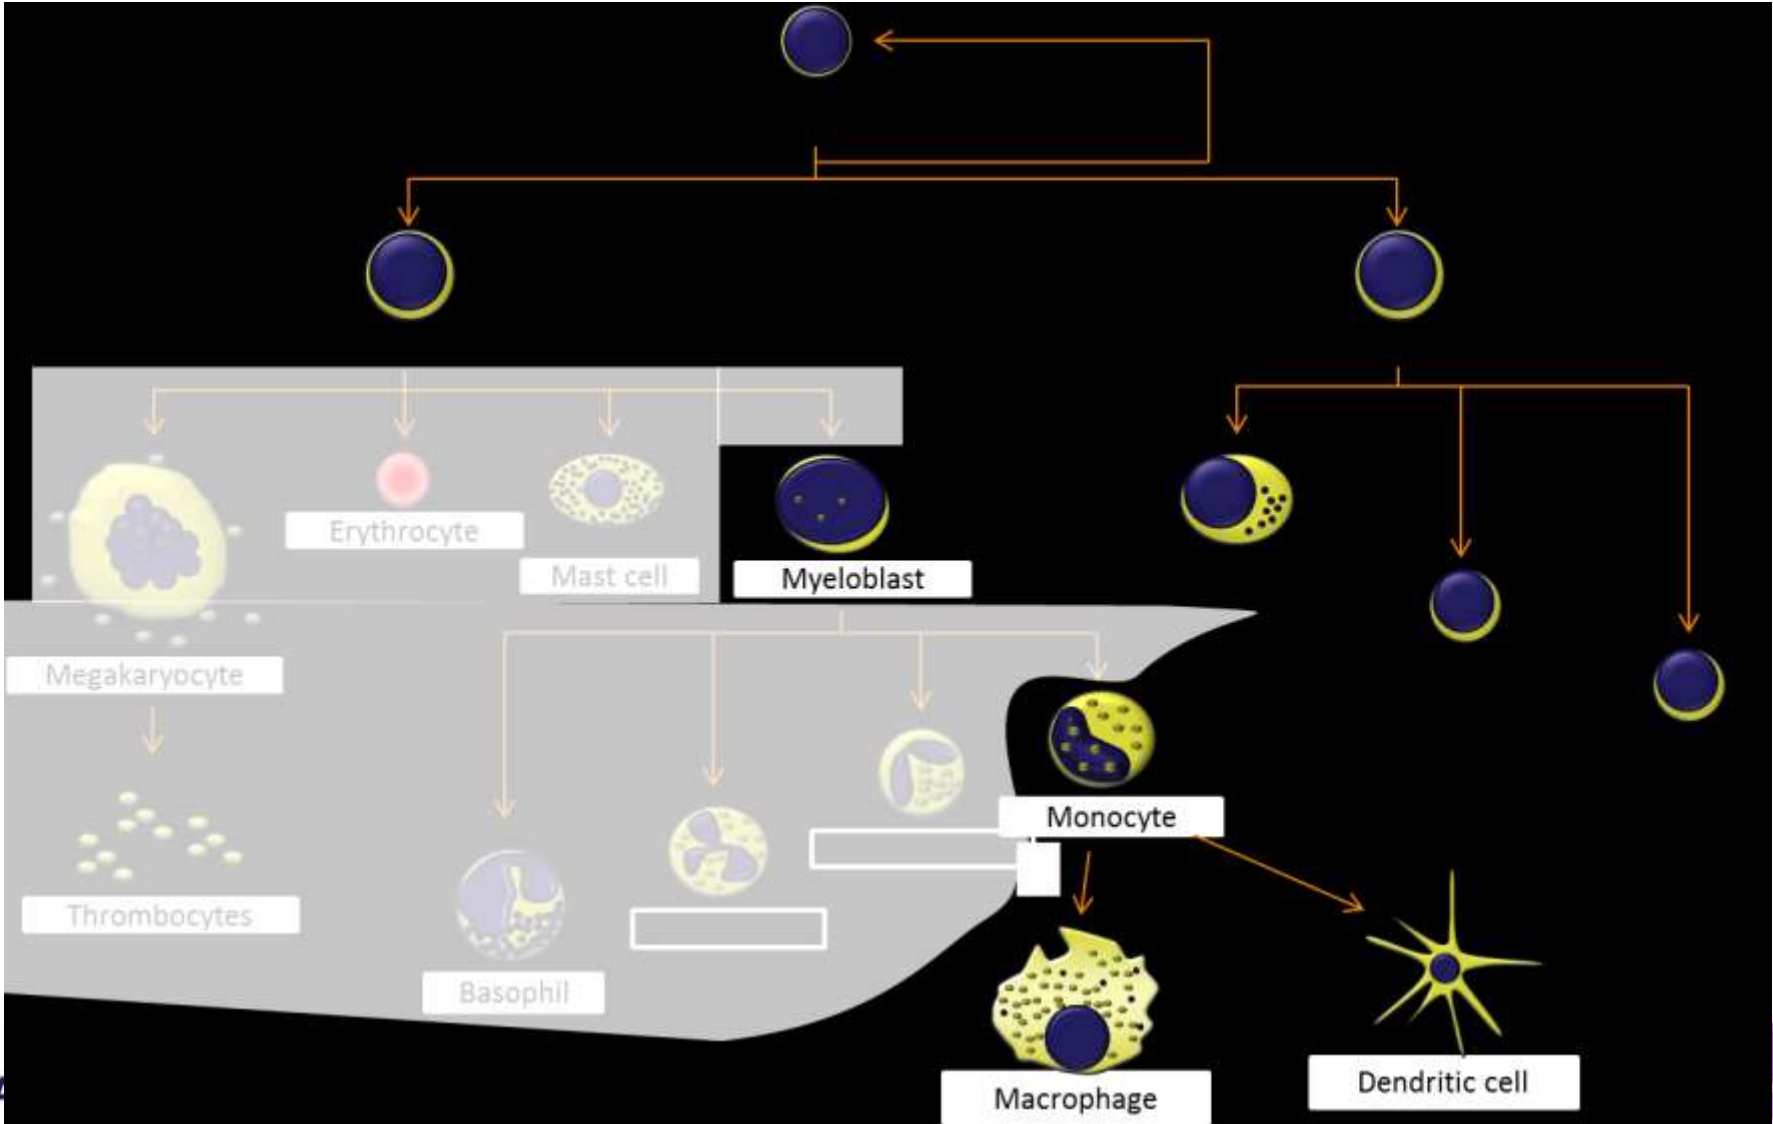 Erythrocyte
Mast cell
Myeloblast
Megakaryocyte
Monocyte
Thrombocytes
Basophil
Dendritic cell
Macrophage